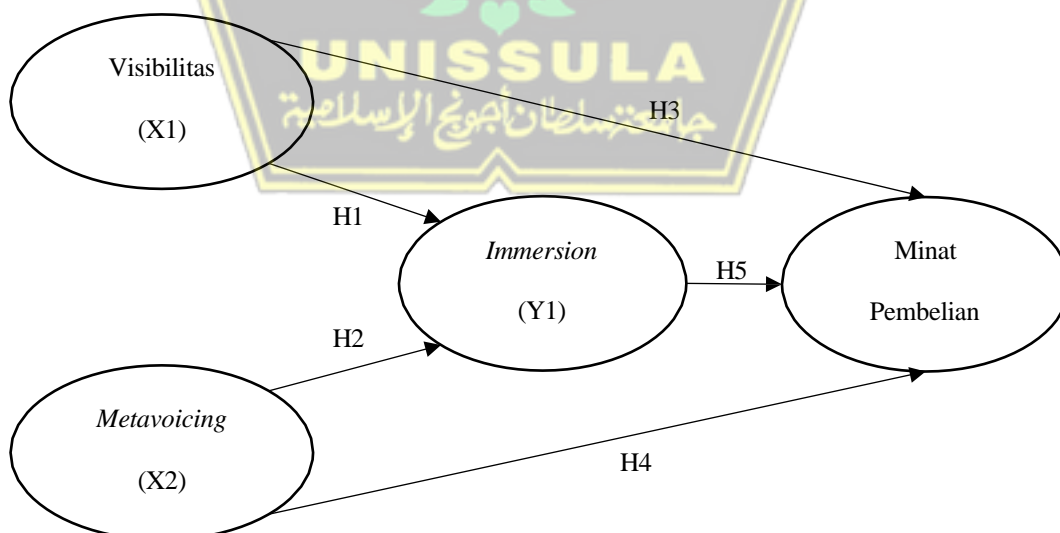 UNISSULA
جامعة سلطان أجونج الإسلامية
Visibilitas
(X1)
H3
H1
Immersion
(Y1)
H5
Minat
Pembelian
H2
Metavoicing
(X2)
H4